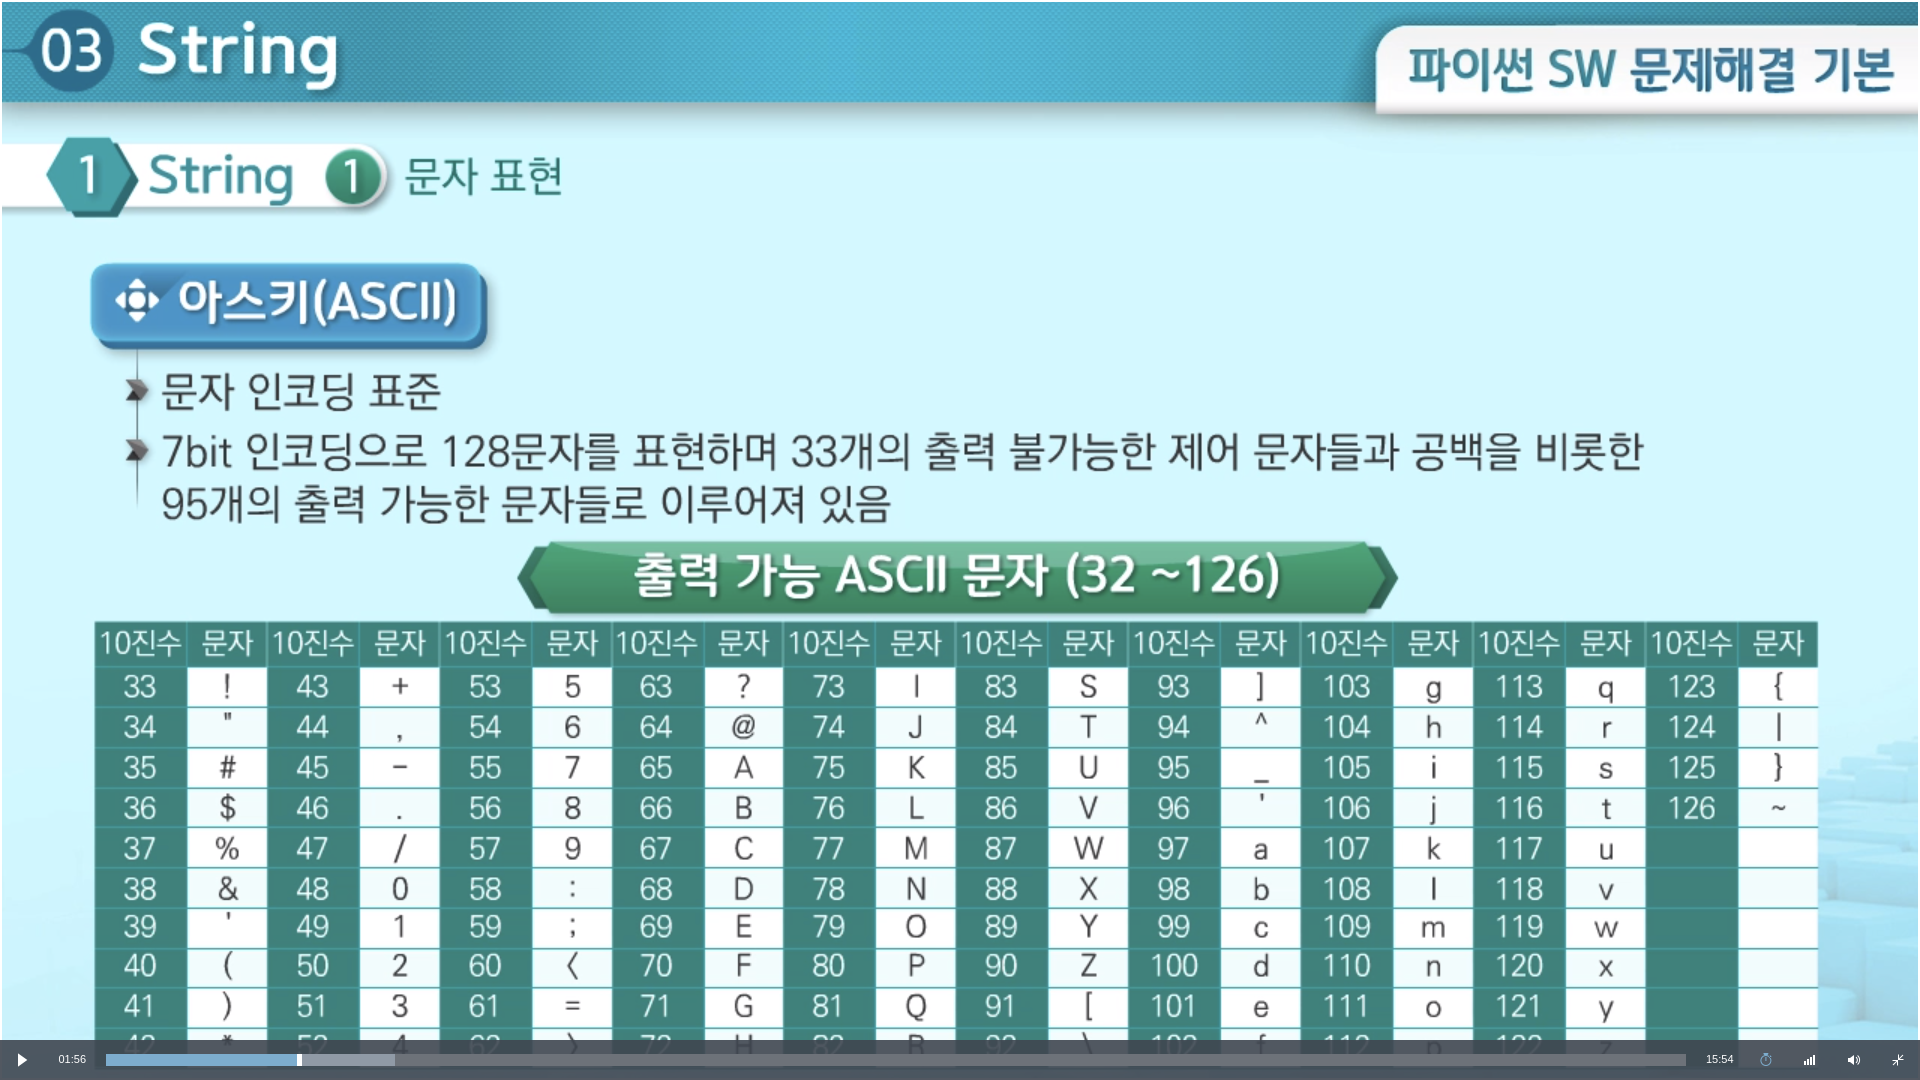 03 String
파이썬 SW 문제해결 기본
1 String 1 문자 표현
아스키(ASCII)
문자 인코딩 표준
7bit 인코딩으로 128문자를 표현하며 33개의 출력 불가능한 제어 문자들과 공백을 비롯한
95개의 출력 가능한 문자들로 이루어져 있음
출력 가능 ASCII 문자 (32 ~126)
10진수 문자 10진수 문자 10진수 문자 10진수 문자 10진수 문자 10진수 문자 10진수 문자 10진수 문자 10진수 문자 10진수 문자
33 ! 43 + 53 5 63 ? 73 I 83 S 93 ] 103 g 113 q 123 {
34 " 44 , 54 6 64 @ 74 J 84 T 94 ^ 104 h 114 r 124 |
35 # 45 - 55 7 65 A 75 K 85 U 95 _ 105 i 115 s 125 }
36 $ 46 . 56 8 66 B 76 L 86 V 96 ' 106 j 116 t 126 ~
37 % 47 / 57 9 67 C 77 M 87 W 97 a 107 k 117 u
38 & 48 0 58 : 68 D 78 N 88 X 98 b 108 l 118 v
39 ' 49 1 59 ; 69 E 79 O 89 Y 99 c 109 m 119 w
40 ( 50 2 60 〈 70 F 80 P 90 Z 100 d 110 n 120 x
41 ) 51 3 61 = 71 G 81 Q 91 [ 101 e 111 o 121 y
42 * 52 4 62 〉 72 H 82 R 92 \ 102 f 112 p 122 z
01:56 15:54